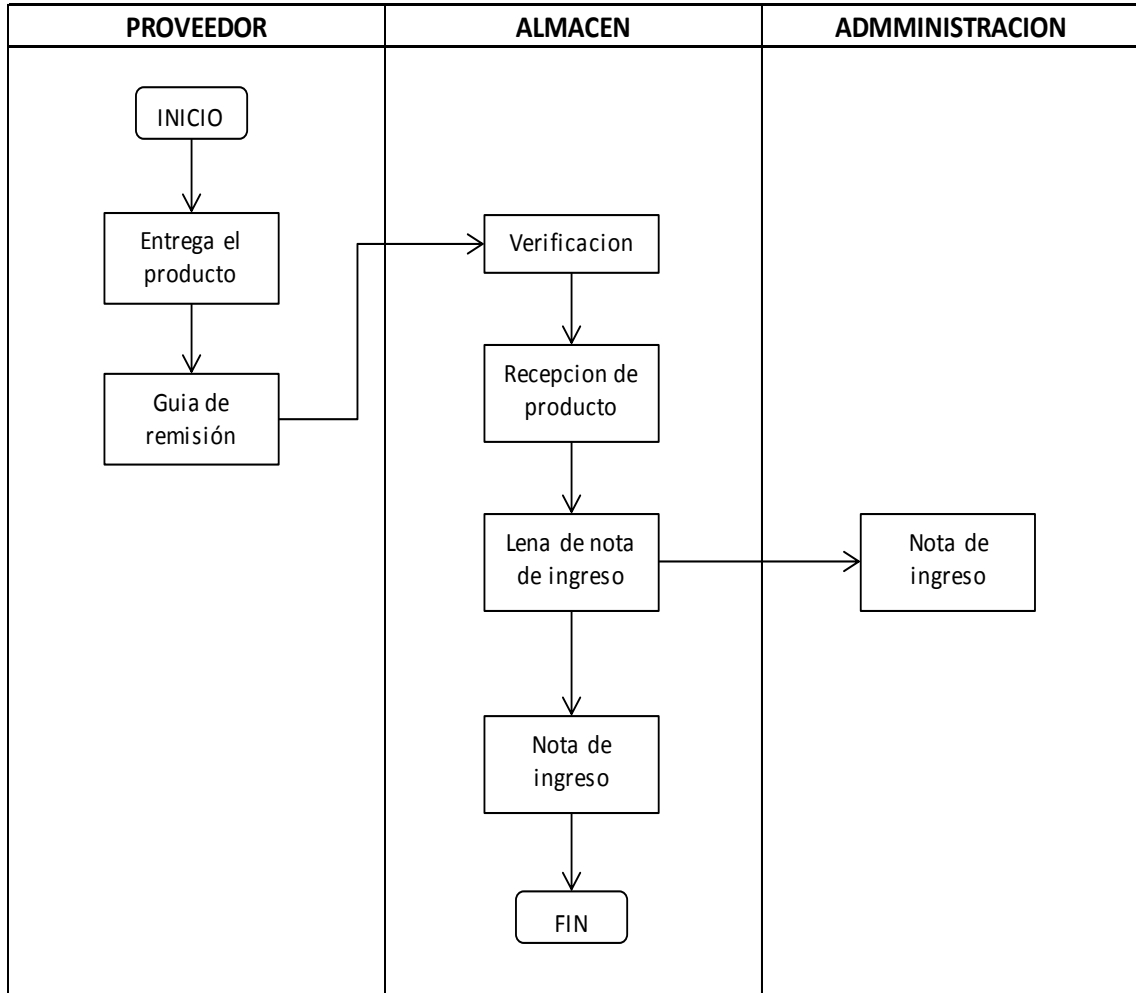 PROVEEDOR
ALMACEN
ADMMINISTRACION
INICIO
Entrega el
producto
Guia de
remisión
Verificacion
Recepcion de
producto
Lena de nota
de ingreso
Nota de
ingreso
Nota de
ingreso
FIN